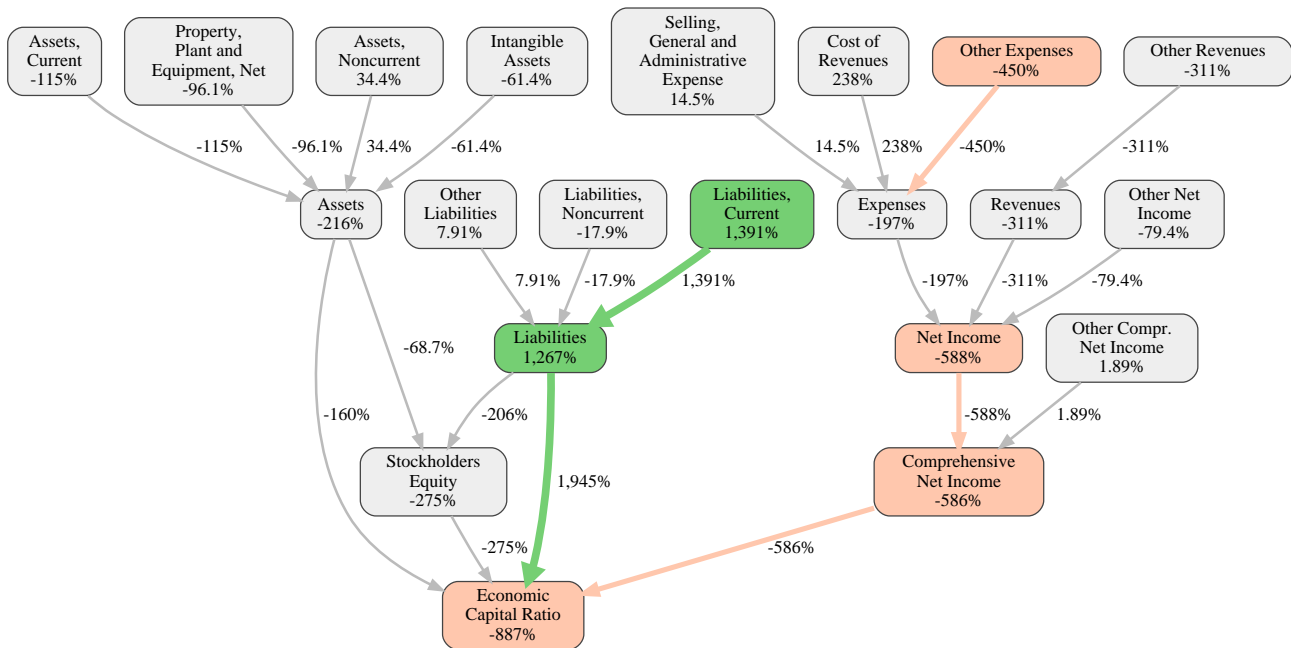 Assets,
Current
-115%
Property,
Plant and
Equipment, Net
-96.1%
Assets,
Noncurrent
34.4%
Intangible
Assets
-61.4%
Selling,
General and
Administrative
Expense
14.5%
Cost of
Revenues
238%
Other Expenses
-450%
Other Revenues
-311%
-115%
-96.1%
34.4%
-61.4%
14.5%
238%
-450%
-311%
Assets
-216%
Other
Liabilities
7.91%
Liabilities,
Noncurrent
-17.9%
Liabilities,
Current
1,391%
Expenses
-197%
Revenues
-311%
Other Net
Income
-79.4%
7.91%
-17.9%
1,391%
-197%
-311%
-79.4%
Liabilities
1,267%
Net Income
-588%
Other Compr.
Net Income
1.89%
-68.7%
-160%
-206%
-588%
1.89%
Stockholders
Equity
-275%
1,945%
Comprehensive
Net Income
-586%
-275%
-586%
Economic
Capital Ratio
-887%